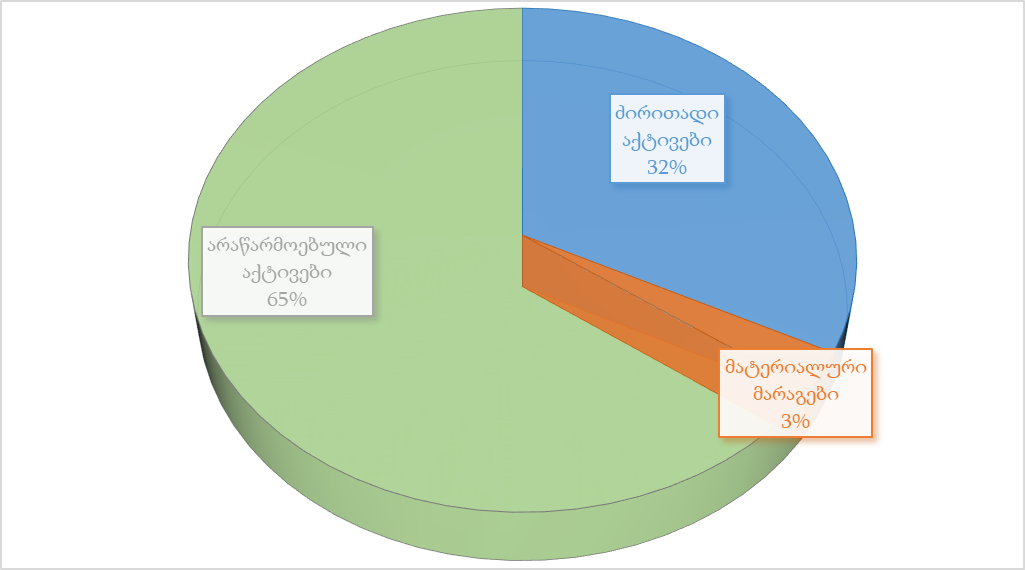 ძირითადი
აქტივები
32%
არაწარმოებული
აქტივები
65%
მატერიალური
მარაგები
3%